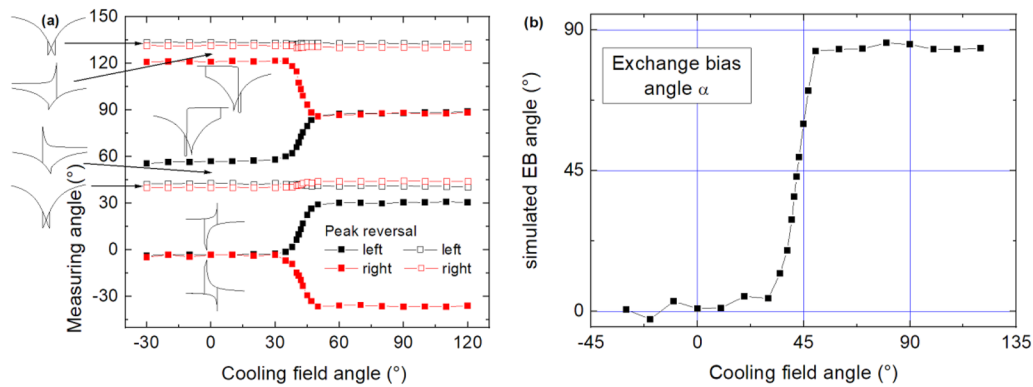 (a)
Measuring angle (°)
150
120
90
60
30
0
-30
Peak reversal
left left
right right
-30 0 30 60 90 120
Cooling field angle (°)
(b)
simulated EB angle (°)
90
45
0
Exchange bias
angle α
-45 0 45 90 135
Cooling field angle (°)